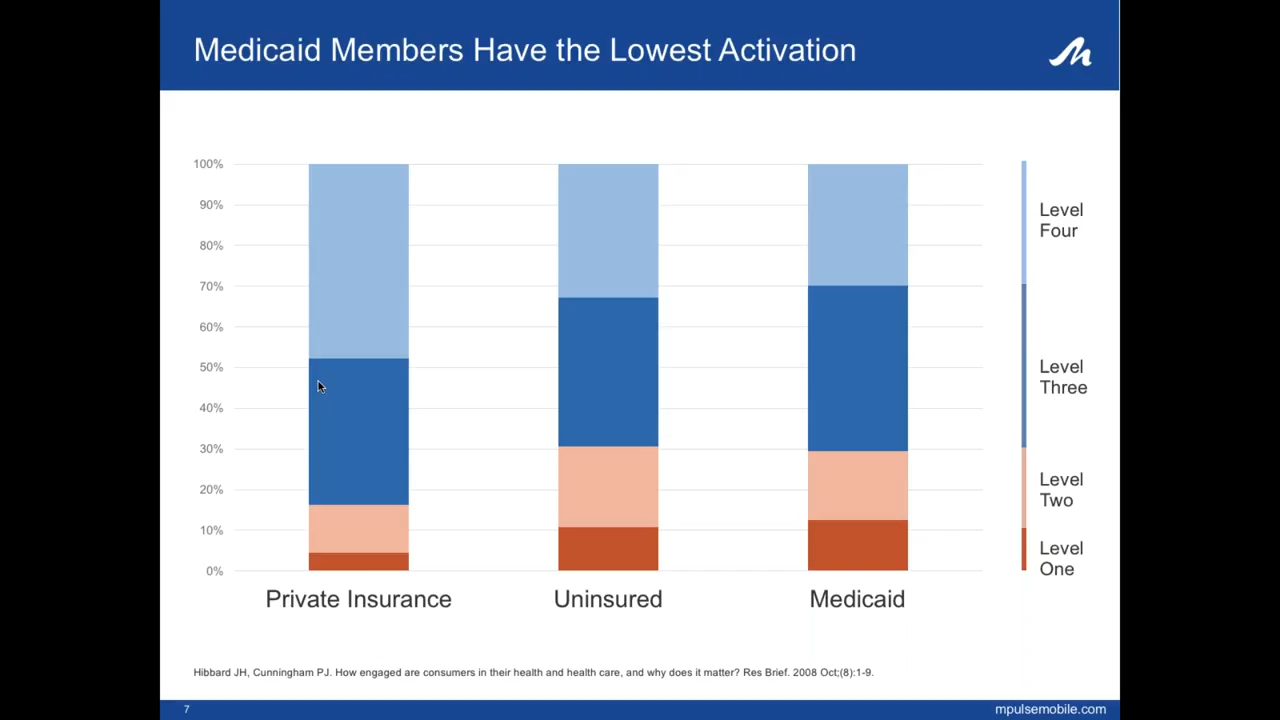 Medicaid Members Have the Lowest Activation
100%
90%
80%
70%
60%
50%
40%
30%
20%
10%
0%
Private Insurance
Uninsured
Medicaid
Level
Four
Level
Three
Level
Two
Level
One
Hibbard JH, Cunningham PJ. How engaged are consumers in their health and health care, and why does it matter? Res Brief. 2008 Oct;(8):1-9.
7
mpulsemobile.com